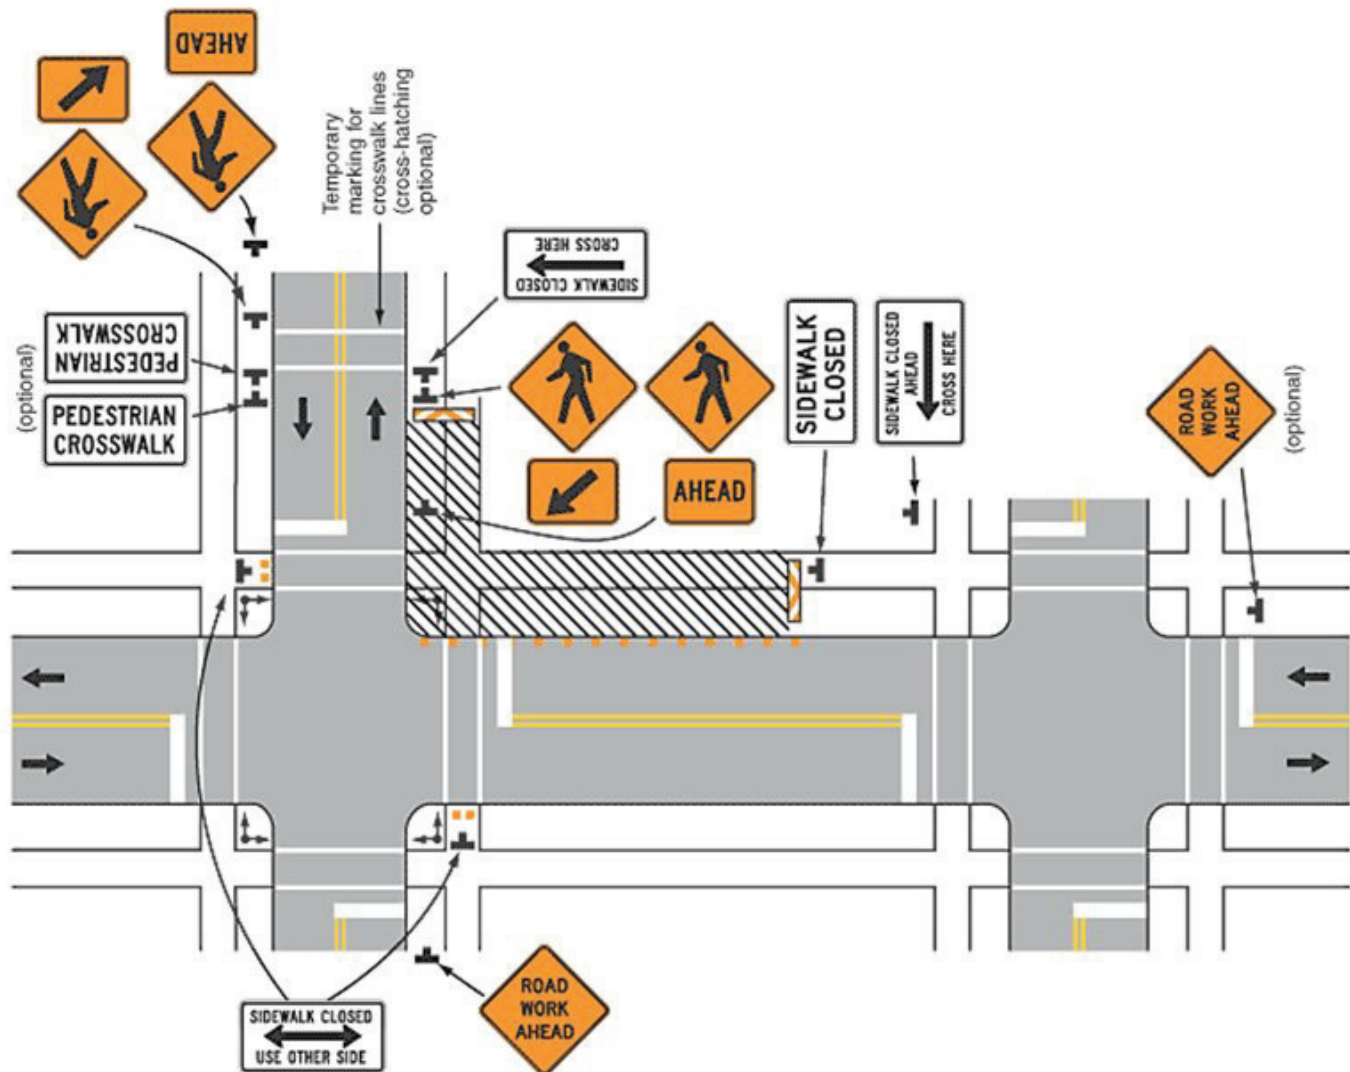 AHEAD
Temporary
marking for
crosswalk lines
(cross-hatching
optional)
SIDEWALK CLOSED
CROSS HERE
(optional)
PEDESTRIAN
CROSSWALK
PEDESTRIAN
CROSSWALK
SIDEWALK
CLOSED
SIDEWALK CLOSED
AHEAD
CROSS HERE
ROAD
WORK
AHEAD
(optional)
AHEAD
SIDEWALK CLOSED
USE OTHER SIDE
ROAD
WORK
AHEAD